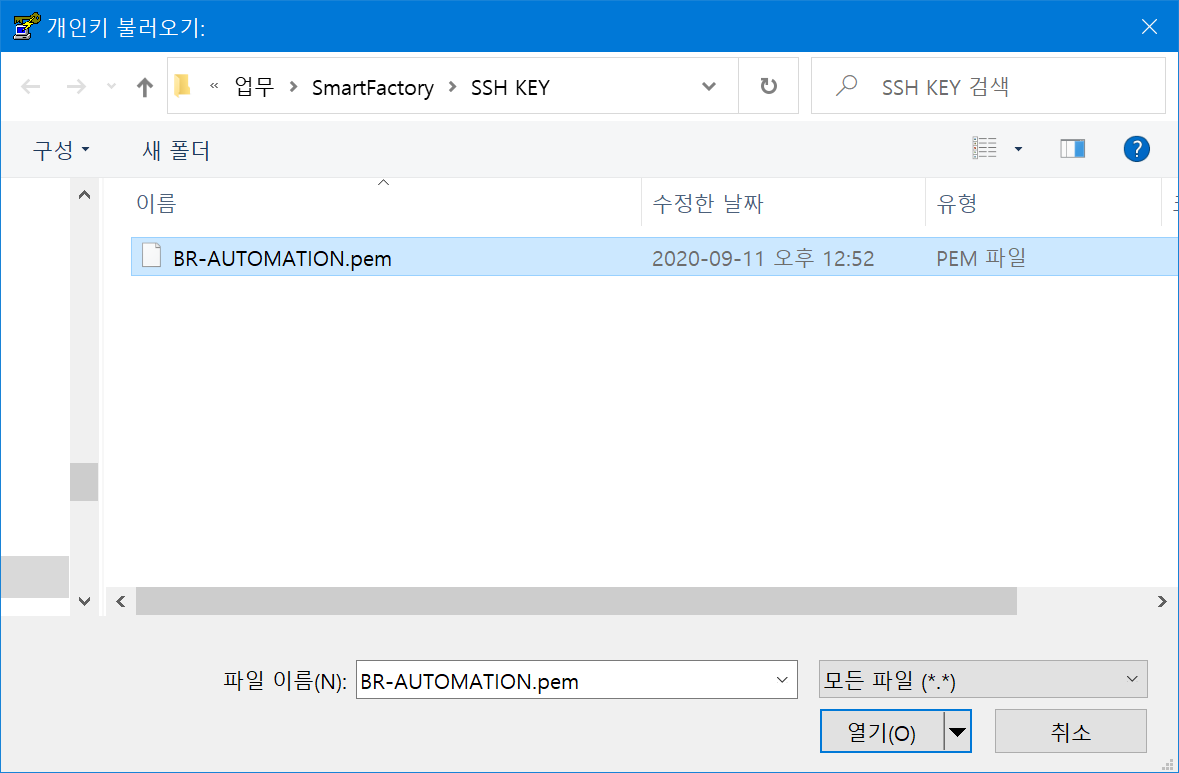 개인키 불러오기:
« 업무 > SmartFactory > SSH KEY
SSH KEY 검색
구성
새 폴더
이름 수정한 날짜 유형
BR-AUTOMATION.pem 2020-09-11 오후 12:52 PEM 파일
파일 이름(N): BR-AUTOMATION.pem 모든 파일 (*.*)
열기(O) 취소